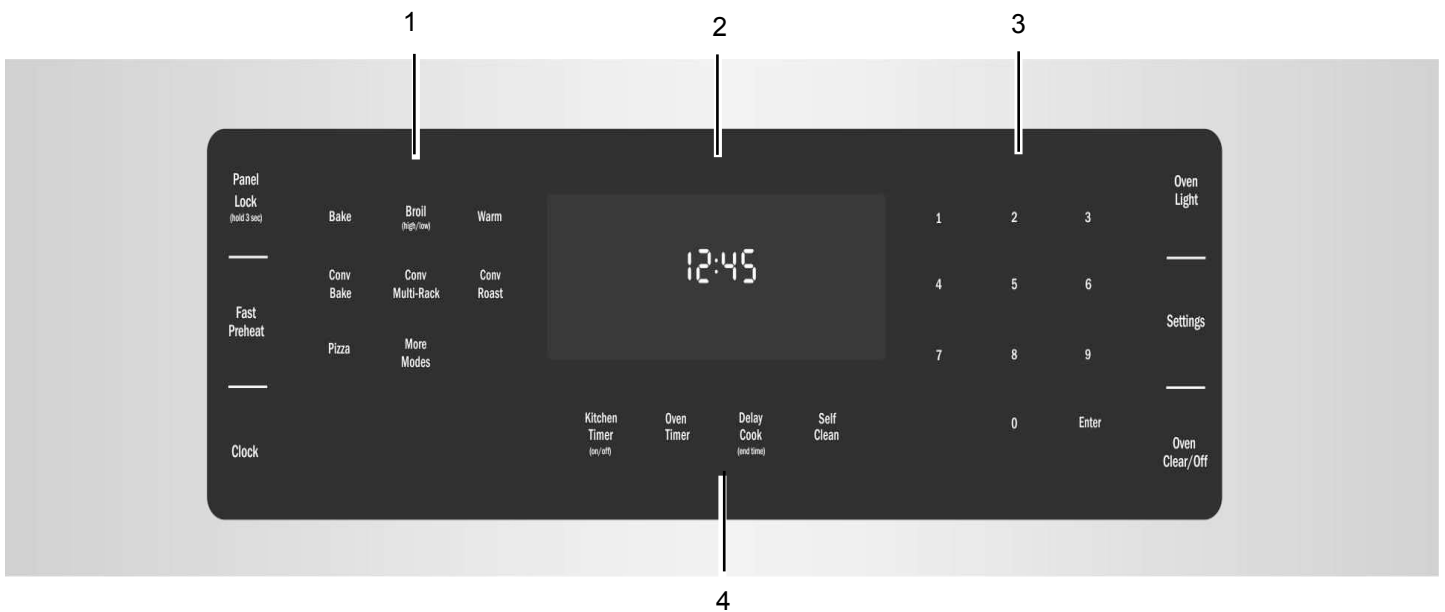 1
2
3
Panel
Lock
(hold 3 sec)
Fast
Preheat
Clock
Bake
Broil
(high/low)
Warm
Conv
Bake
Conv
Multi-Rack
Conv
Roast
Pizza
More
Modes
12:45
Kitchen
Timer
(on/off)
Oven
Timer
Delay
Cook
(end time)
Self
Clean
1
2
3
4
5
6
7
8
9
0
Enter
Oven
Light
Settings
Oven
Clear/Off
4